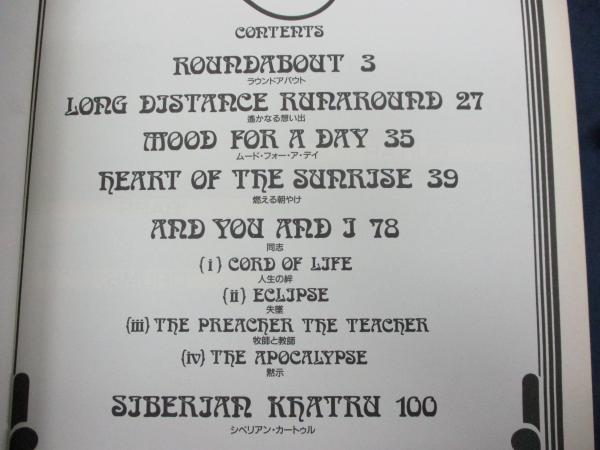 CONTENTS
ROUNDABOUT 3
ラウンドアバウト
LONG DISTANCE RUNAROUND 27
遙かなる想い出
MOOD FOR A DAY 35
ムード・フォー・ア・デイ
HEART OF THE SUNRISE 39
燃える朝やけ
AND YOU AND I 78
同志
(i) CORD OF LIFE
人生の絆
(ii) ECLIPSE
失墜
(iii) THE PREACHER THE TEACHER
牧師と教師
(iv) THE APOCALYPSE
黙示
SIBERIAN KHATRU 100
シベリアン・カートゥル